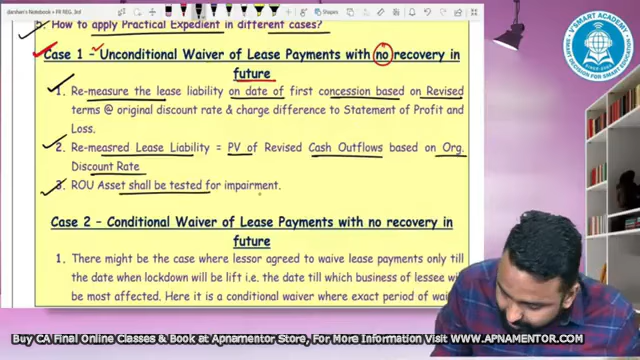 darshan's Notebook » FR REG. 3rd
How to apply Practical Expedient in different cases?
Case 1 - Unconditional Waiver of Lease Payments with no recovery in
future
1. Re-measure the lease liability on date of first concession based on Revised
terms @ original discount rate & charge difference to Statement of Profit and
Loss.
2. Re-measred Lease Liability = PV of Revised Cash Outflows based on Org.
Discount Rate
3. ROU Asset shall be tested for impairment.
Case 2 - Conditional Waiver of Lease Payments with no recovery in
future
1. There might be the case where lessor agreed to waive lease payments only till
the date when lockdown will be lift i.e. the date till which business of lessee will
be most affected. Here it is a conditional waiver where exact period of
V'SMART ACADEMY
Buy CA Final Online Classes & Book at Apnamentor Store, For More Information Visit WWW.APNAMENTOR.COM